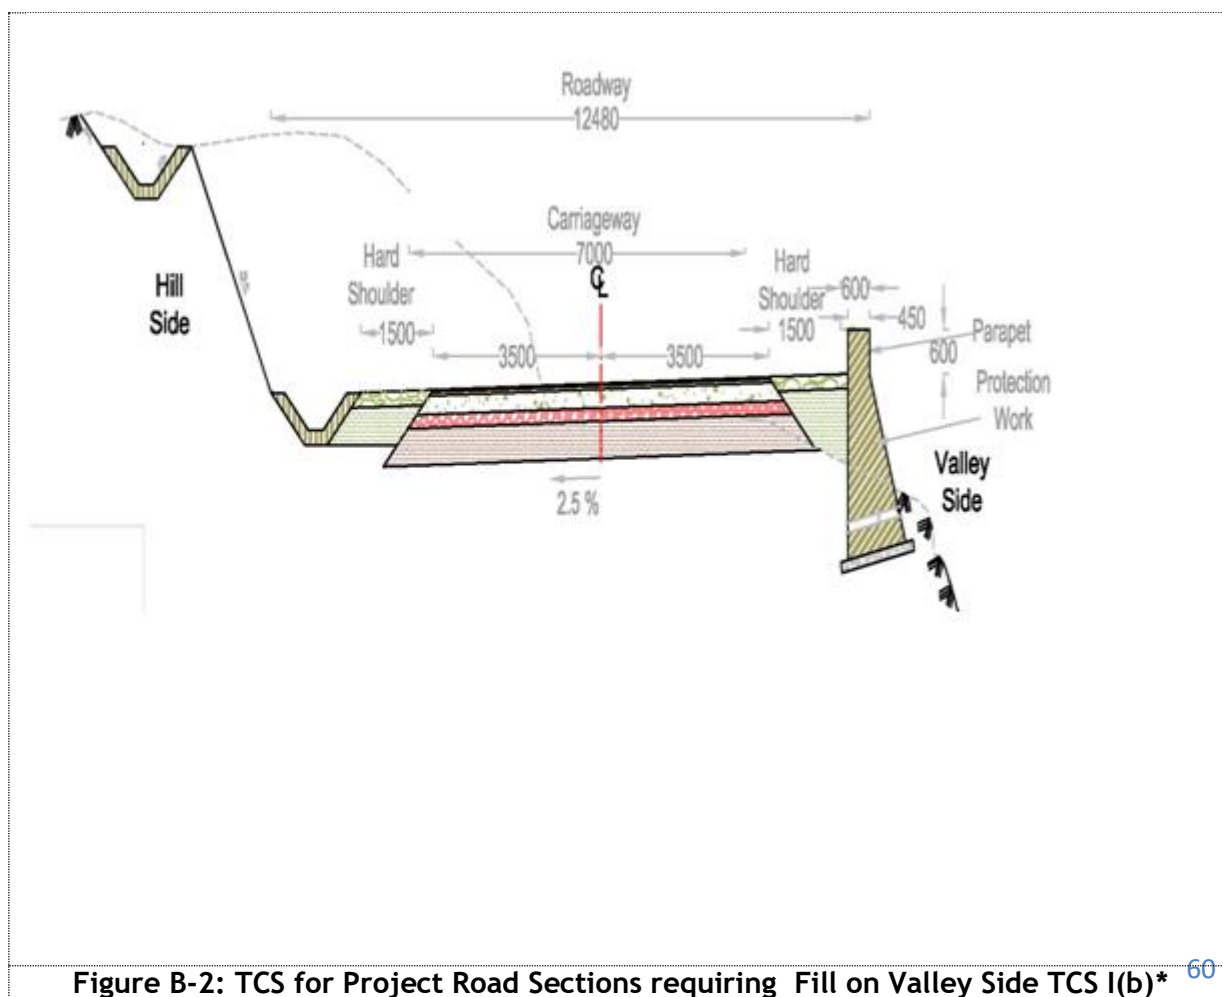 Roadway
12480
Carriageway
7000
Hard
Shoulder
1500
Hard
Shoulder
1500
600
450
600
Parapet
Protection
Work
Hill
Side
CL
3500
3500
2.5 %
Valley
Side
Figure B-2: TCS for Project Road Sections requiring Fill on Valley Side TCS I(b)*
60